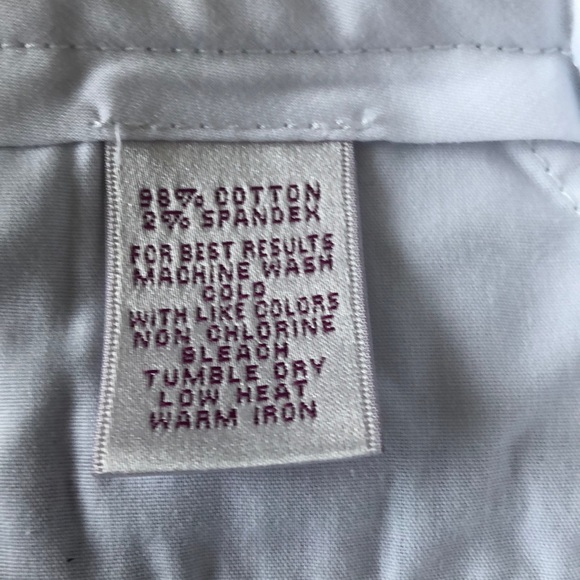 98% COTTON
2% SPANDEX
FOR BEST RESULTS
MACHINE WASH
COLD
WITH LIKE COLORS
NON CHLORINE
BLEACH
TUMBLE DRY
LOW HEAT
WARM IRON